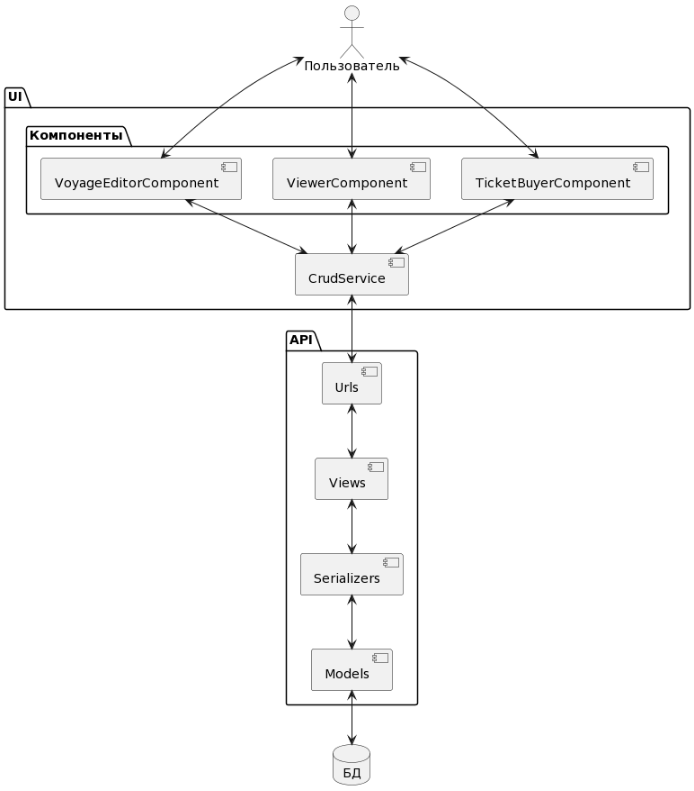 Пользователь
UI
Компоненты
VoyageEditorComponent
ViewerComponent
TicketBuyerComponent
CrudService
API
Urls
Views
Serializers
Models
БД